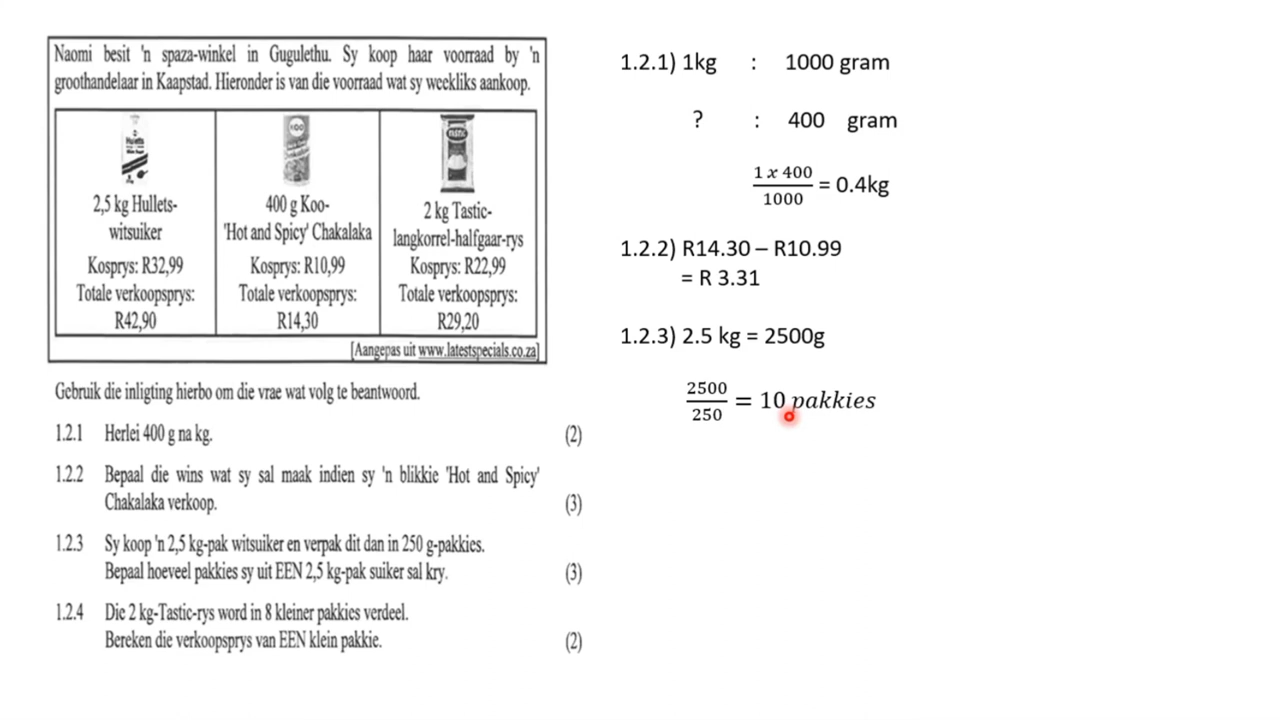 Naomi besit 'n spaza-winkel in Gugulethu. Sy koop haar voorraad by 'n
groothandelaar in Kaapstad. Hieronder is van die voorraad wat sy weekliks aankoop.
Huletts
2,5 kg Hullets-
witsuiker
Kosprys: R32,99
Totale verkoopsprys:
R42,90
KOO
400 g Koo-
'Hot and Spicy' Chakalaka
Kosprys: R10,99
Totale verkoopsprys:
R14,30
TASTIC
2 kg Tastic-
langkorrel-halfgaar-rys
Kosprys: R22,99
Totale verkoopsprys:
R29,20
[Aangepas uit www.latestspecials.co.za]
Gebruik die inligting hierbo om die vrae wat volg te beantwoord.
1.2.1 Herlei 400 g na kg. (2)
1.2.2 Bepaal die wins wat sy sal maak indien sy 'n blikkie 'Hot and Spicy'
Chakalaka verkoop. (3)
1.2.3 Sy koop 'n 2,5 kg-pak witsuiker en verpak dit dan in 250 g-pakkies.
Bepaal hoeveel pakkies sy uit EEN 2,5 kg-pak suiker sal kry. (3)
1.2.4 Die 2 kg-Tastic-rys word in 8 kleiner pakkies verdeel.
Bereken die verkoopsprys van EEN klein pakkie. (2)
1.2.1) 1kg : 1000 gram
? : 400 gram
1 x 400
1000
= 0.4kg
1.2.2) R14.30 – R10.99
= R 3.31
1.2.3) 2.5 kg = 2500g
2500
250
= 10 pakkies